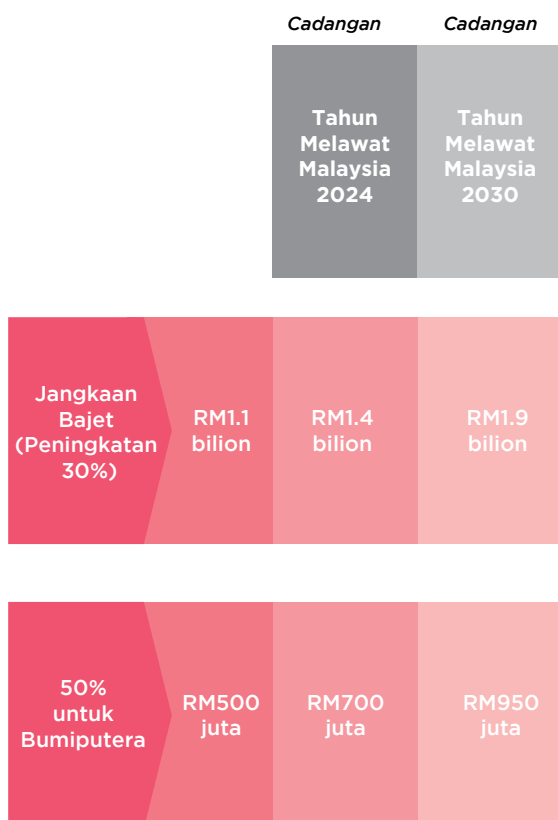 Cadangan
Cadangan
Tahun
Melawat
Malaysia
2024
Tahun
Melawat
Malaysia
2030
Jangkaan
Bajet
(Peningkatan
30%)
RM1.1
bilion
RM1.4
bilion
RM1.9
bilion
50%
untuk
Bumiputera
RM500
juta
RM700
juta
RM950
juta